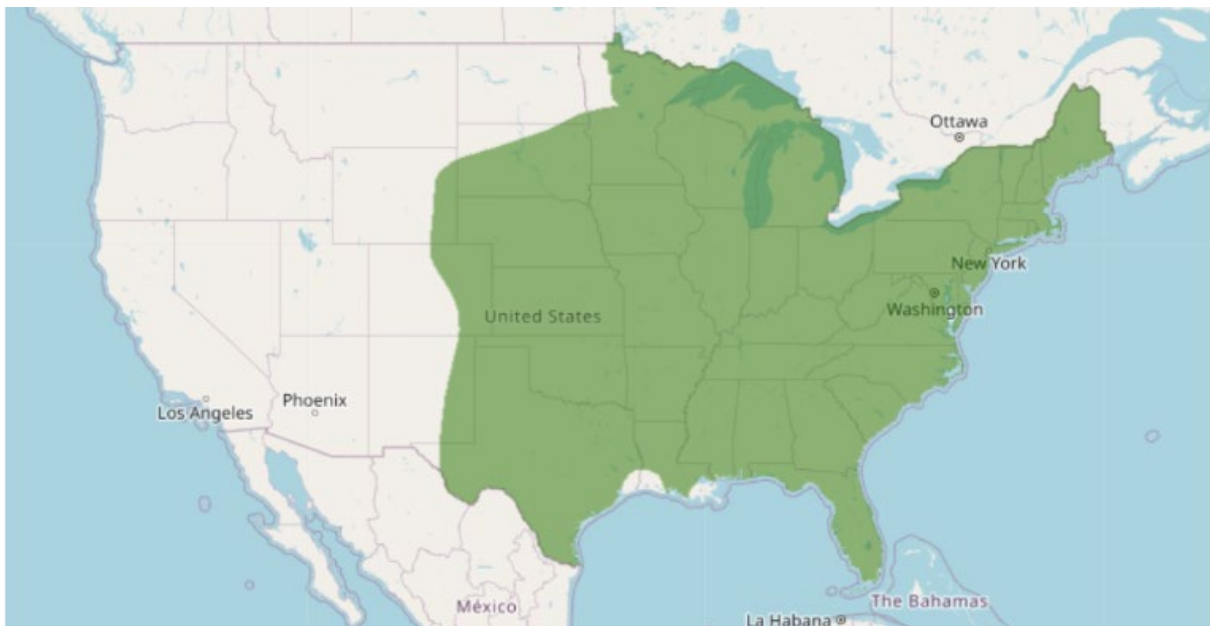 Ottawa
New York
Washington
United States
Phoenix
Los Angeles
México
The Bahamas
La Habana